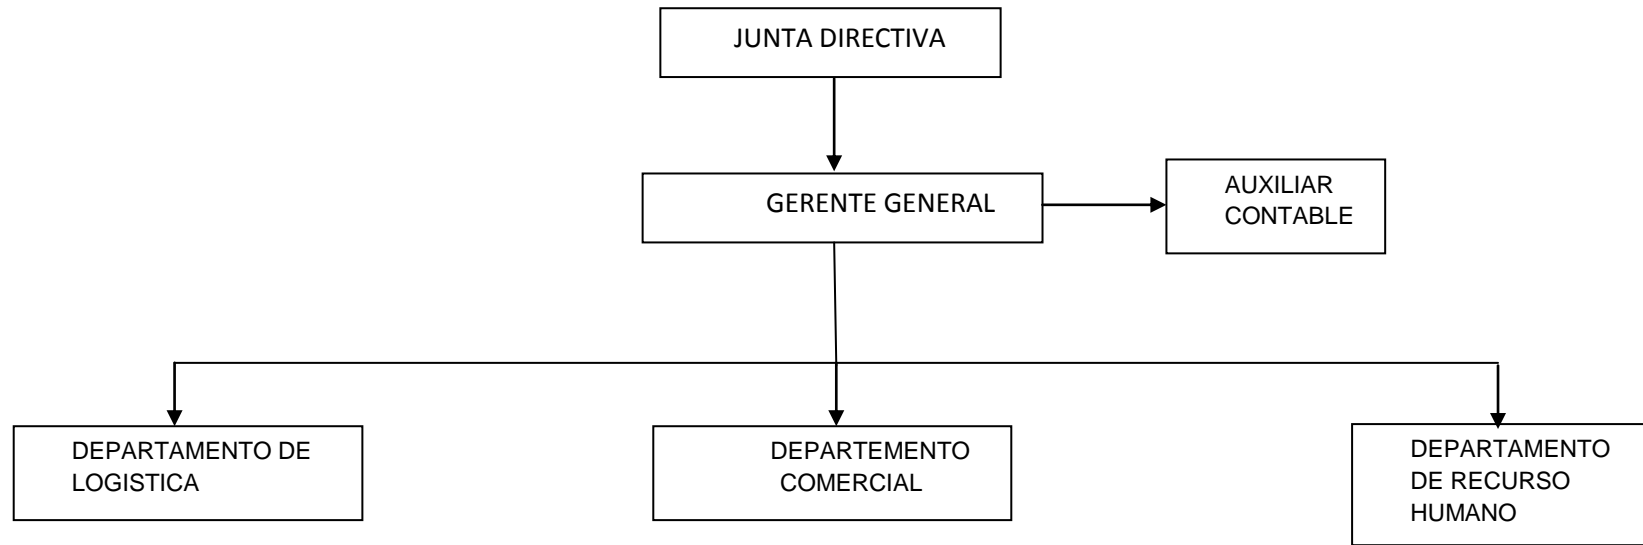 JUNTA DIRECTIVA
GERENTE GENERAL
AUXILIAR
CONTABLE
DEPARTAMENTO DE
LOGISTICA
DEPARTEMENTO
COMERCIAL
DEPARTAMENTO
DE RECURSO
HUMANO